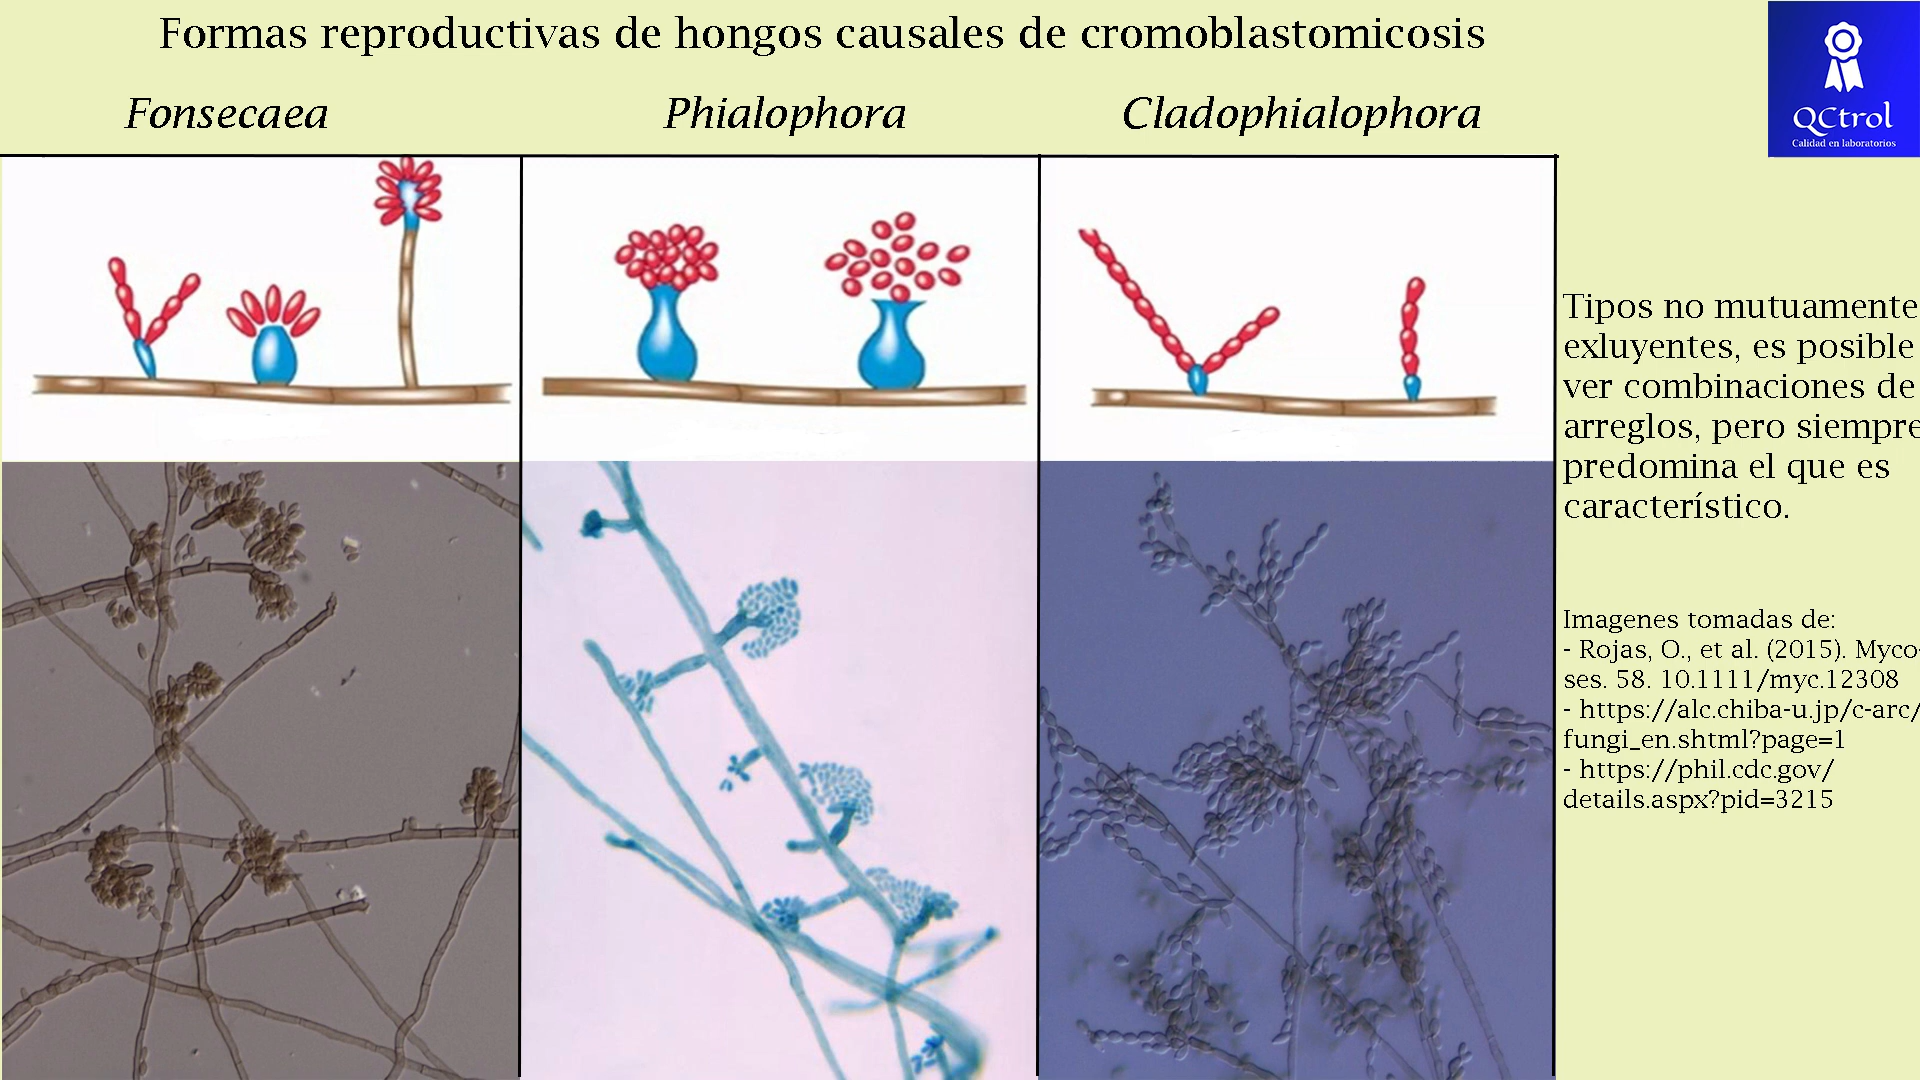 Formas reproductivas de hongos causales de cromoblastomicosis
Fonsecaea
Phialophora
Cladophialophora
QCtrol
Calidad en laboratorios
Tipos no mutuamente
exluyentes, es posible
ver combinaciones de
arreglos, pero siempre
predomina el que es
característico.
Imagenes tomadas de:
- Rojas, O., et al. (2015). Myco-
ses. 58. 10.1111/myc.12308
- https://alc.chiba-u.jp/c-arc/
fungi_en.shtml?page=1
- https://phil.cdc.gov/
details.aspx?pid=3215